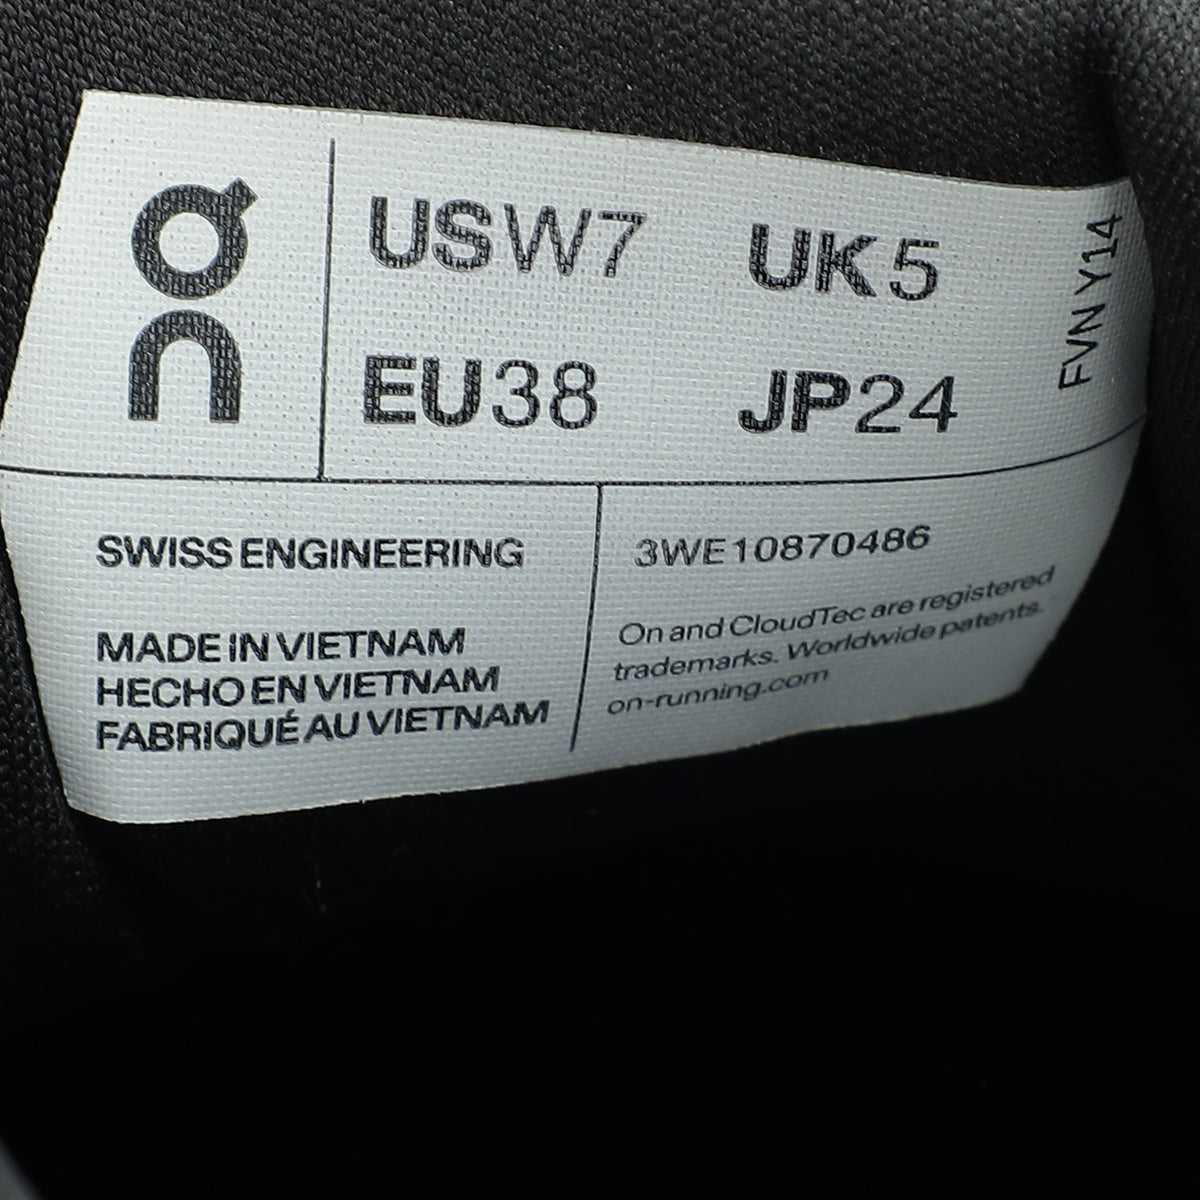 On
USW7 UK5
EU38 JP24
FVN Y14
SWISS ENGINEERING
MADE IN VIETNAM
HECHO EN VIETNAM
FABRIQUÉ AU VIETNAM
3WE10870486
On and CloudTec are registered
trademarks. Worldwide patents.
on-running.com